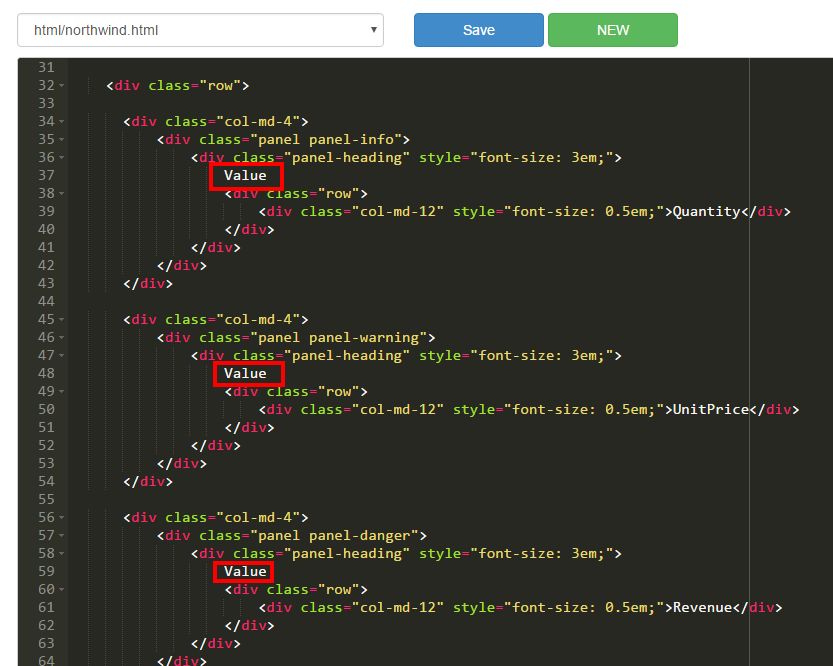 html/northwind.html Save NEW
31
32 <div class="row">
33
34 <div class="col-md-4">
35 <div class="panel panel-info">
36 <div class="panel-heading" style="font-size: 3em;">
37 Value
38 <div class="row">
39 <div class="col-md-12" style="font-size: 0.5em;">Quantity</div>
40 </div>
41 </div>
42 </div>
43 </div>
44
45 <div class="col-md-4">
46 <div class="panel panel-warning">
47 <div class="panel-heading" style="font-size: 3em;">
48 Value
49 <div class="row">
50 <div class="col-md-12" style="font-size: 0.5em;">UnitPrice</div>
51 </div>
52 </div>
53 </div>
54 </div>
55
56 <div class="col-md-4">
57 <div class="panel panel-danger">
58 <div class="panel-heading" style="font-size: 3em;">
59 Value
60 <div class="row">
61 <div class="col-md-12" style="font-size: 0.5em;">Revenue</div>
62 </div>
63 </div>
64 </div>